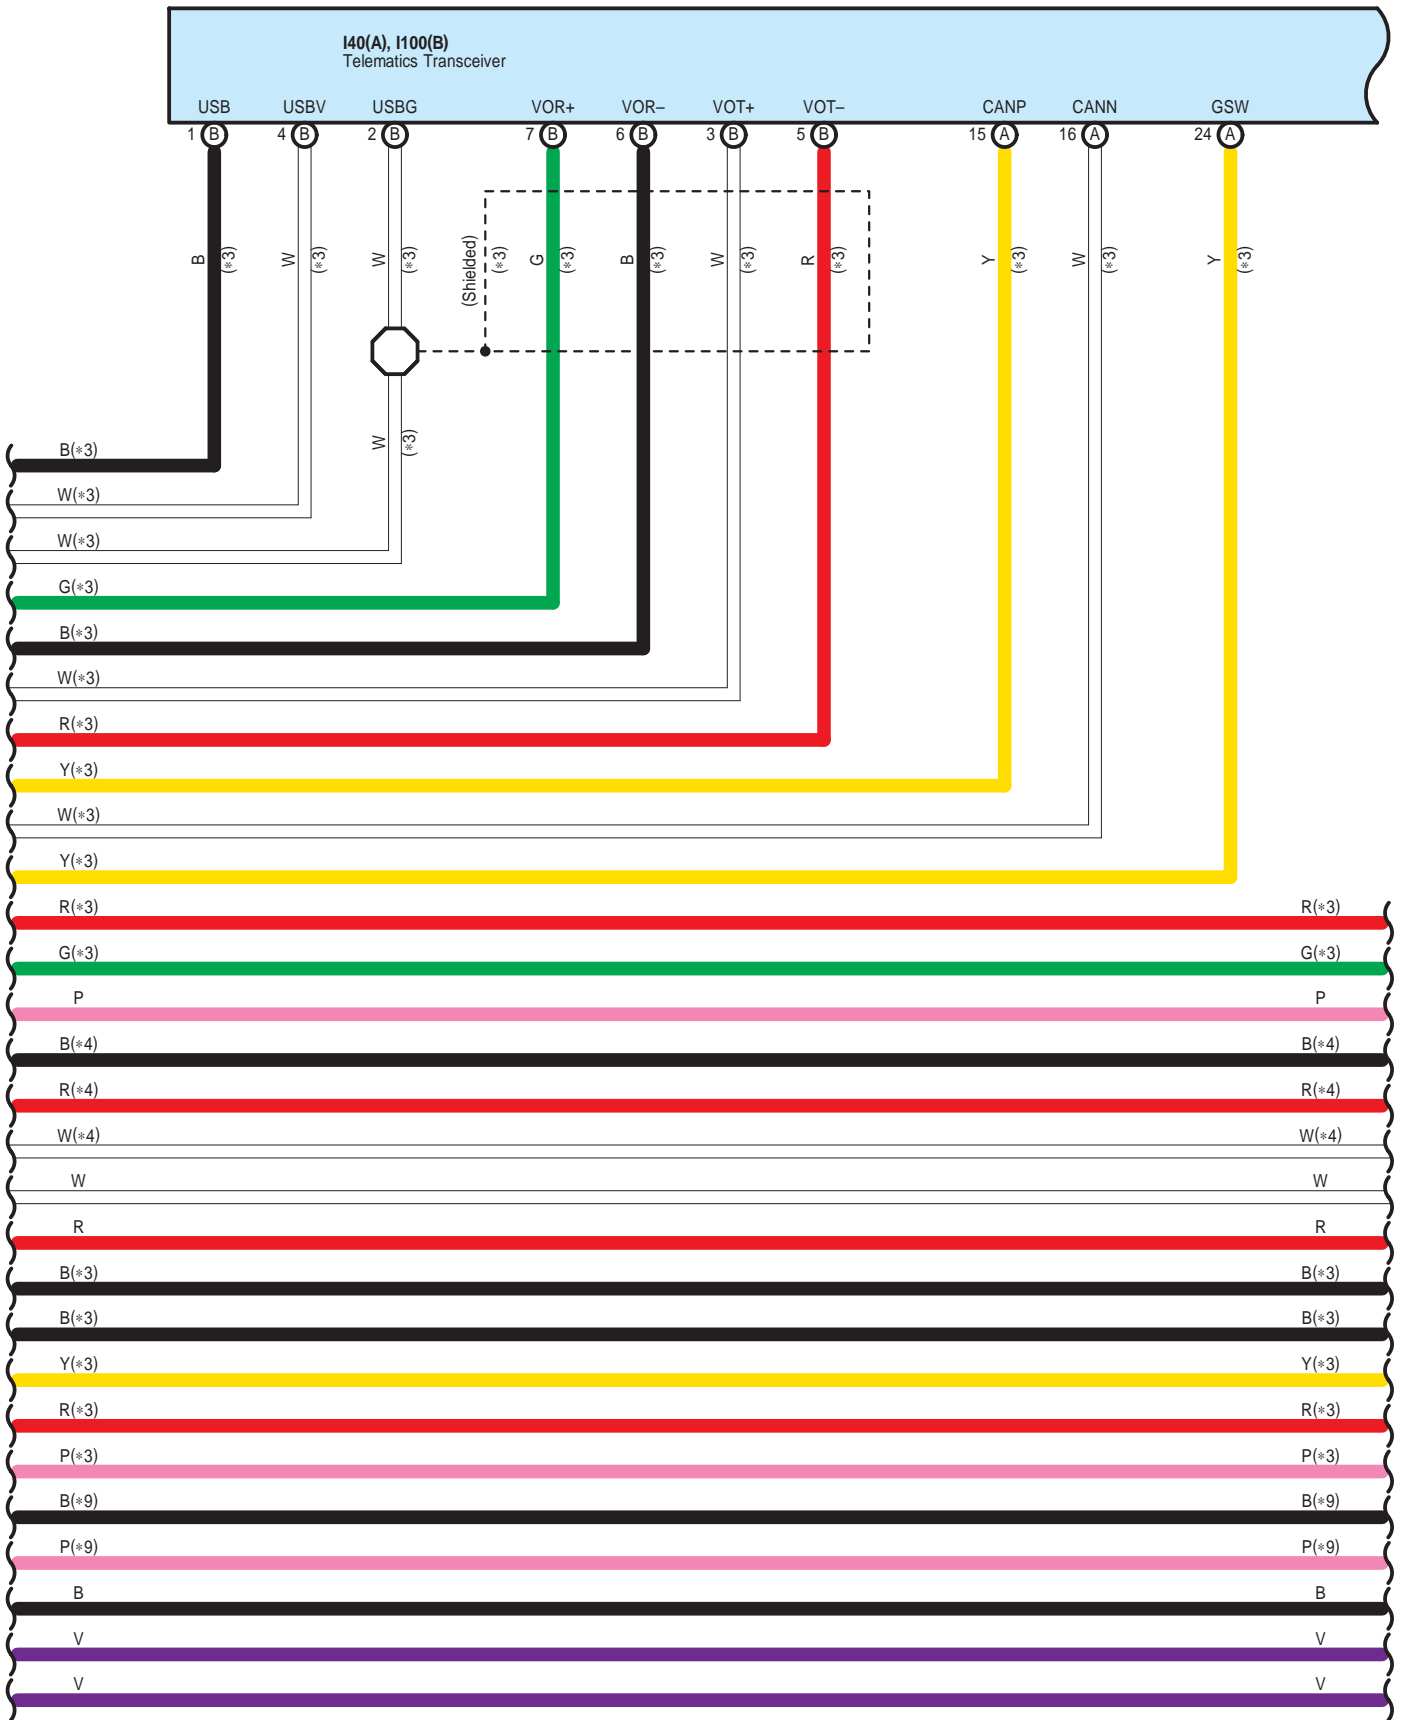 I40(A), I100(B)
Telematics Transceiver
USB USBV USBG VOR+ VOR– VOT+ VOT– CANP CANN GSW
1 B 4 B 2 B 7 B 6 B 3 B 5 B 15 A 16 A 24 A
B (*3) W (*3) W (*3) (Shielded) (*3) G (*3) B (*3) W (*3) R (*3) Y (*3) W (*3) Y (*3)
W (*3)
B(*3)
W(*3)
W(*3)
G(*3)
B(*3)
W(*3)
R(*3)
Y(*3)
W(*3)
Y(*3)
R(*3) R(*3)
G(*3) G(*3)
P P
B(*4) B(*4)
R(*4) R(*4)
W(*4) W(*4)
W W
R R
B(*3) B(*3)
B(*3) B(*3)
Y(*3) Y(*3)
R(*3) R(*3)
P(*3) P(*3)
B(*9) B(*9)
P(*9) P(*9)
B B
V V
V V